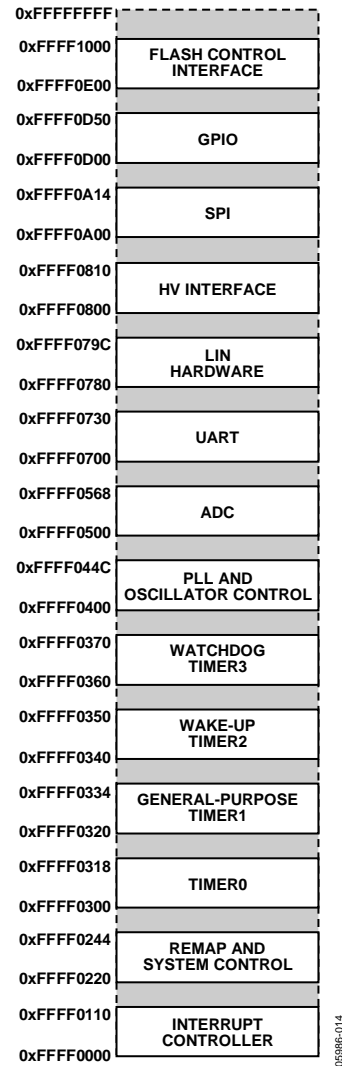 0xFFFFFFFF
0xFFFF1000
FLASH CONTROL
INTERFACE
0xFFFF0E00
0xFFFF0D50
GPIO
0xFFFF0D00
0xFFFF0A14
SPI
0xFFFF0A00
0xFFFF0810
HV INTERFACE
0xFFFF0800
0xFFFF079C
LIN
HARDWARE
0xFFFF0780
0xFFFF0730
UART
0xFFFF0700
0xFFFF0568
ADC
0xFFFF0500
0xFFFF044C
PLL AND
OSCILLATOR CONTROL
0xFFFF0400
0xFFFF0370
WATCHDOG
TIMER3
0xFFFF0360
0xFFFF0350
WAKE-UP
TIMER2
0xFFFF0340
0xFFFF0334
GENERAL-PURPOSE
TIMER1
0xFFFF0320
0xFFFF0318
TIMER0
0xFFFF0300
0xFFFF0244
REMAP AND
SYSTEM CONTROL
0xFFFF0220
0xFFFF0110
INTERRUPT
CONTROLLER
0xFFFF0000
05986-014